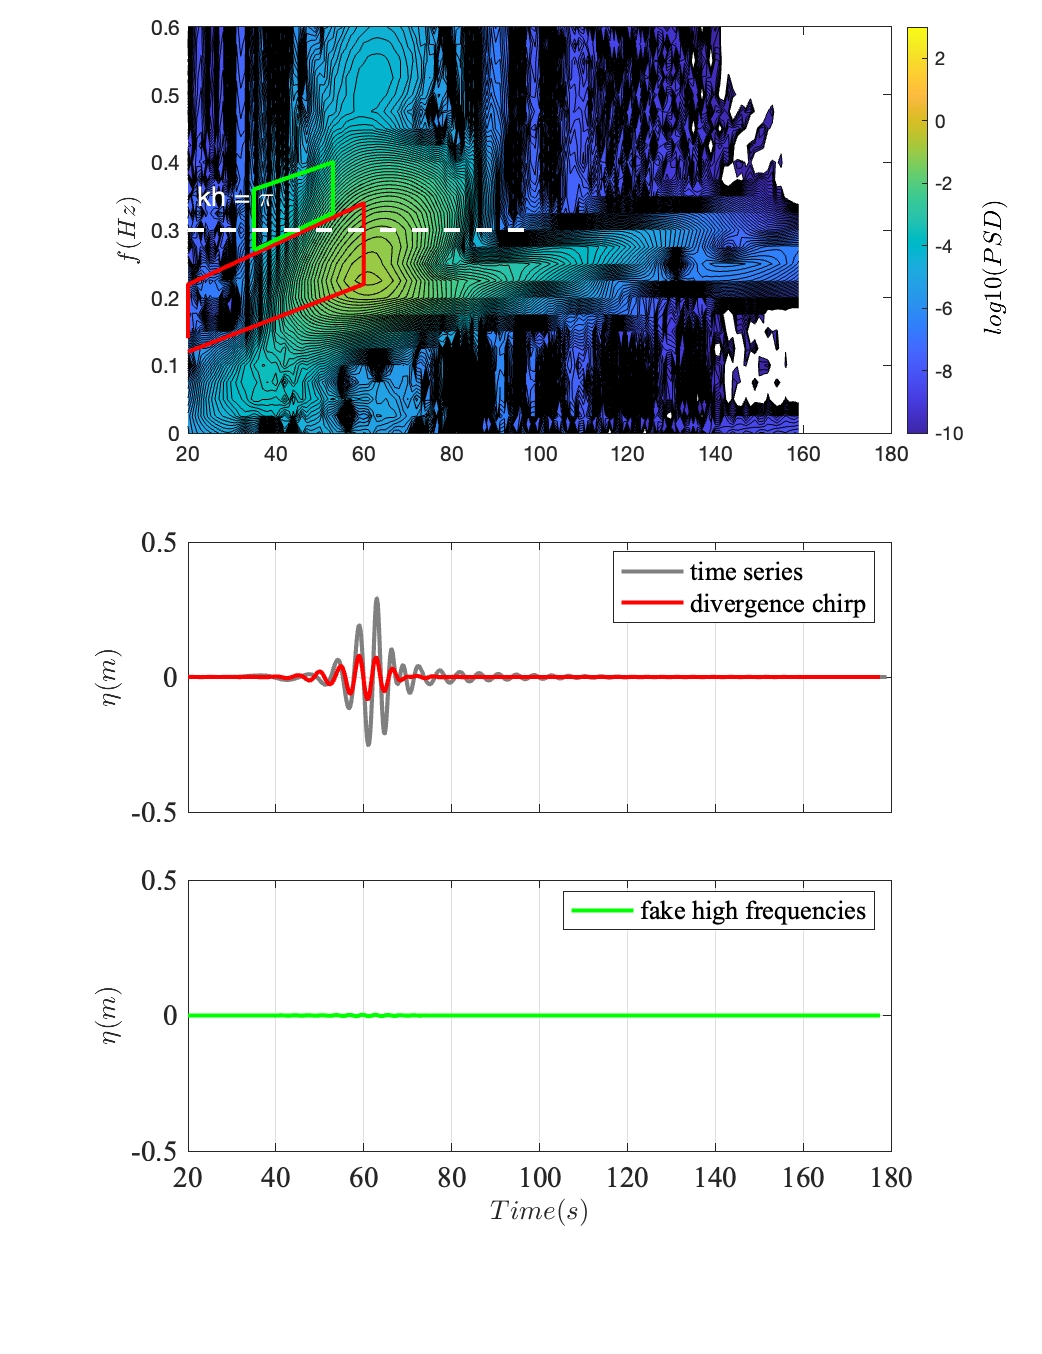 0.6
0.5
0.4
0.3
0.2
0.1
0
f(Hz)
kh = π
20 40 60 80 100 120 140 160 180
2
0
-2
-4
-6
-8
-10
log10(PSD)
0.5
0
-0.5
η(m)
time series
divergence chirp
0.5
0
-0.5
η(m)
fake high frequencies
20 40 60 80 100 120 140 160 180
Time(s)